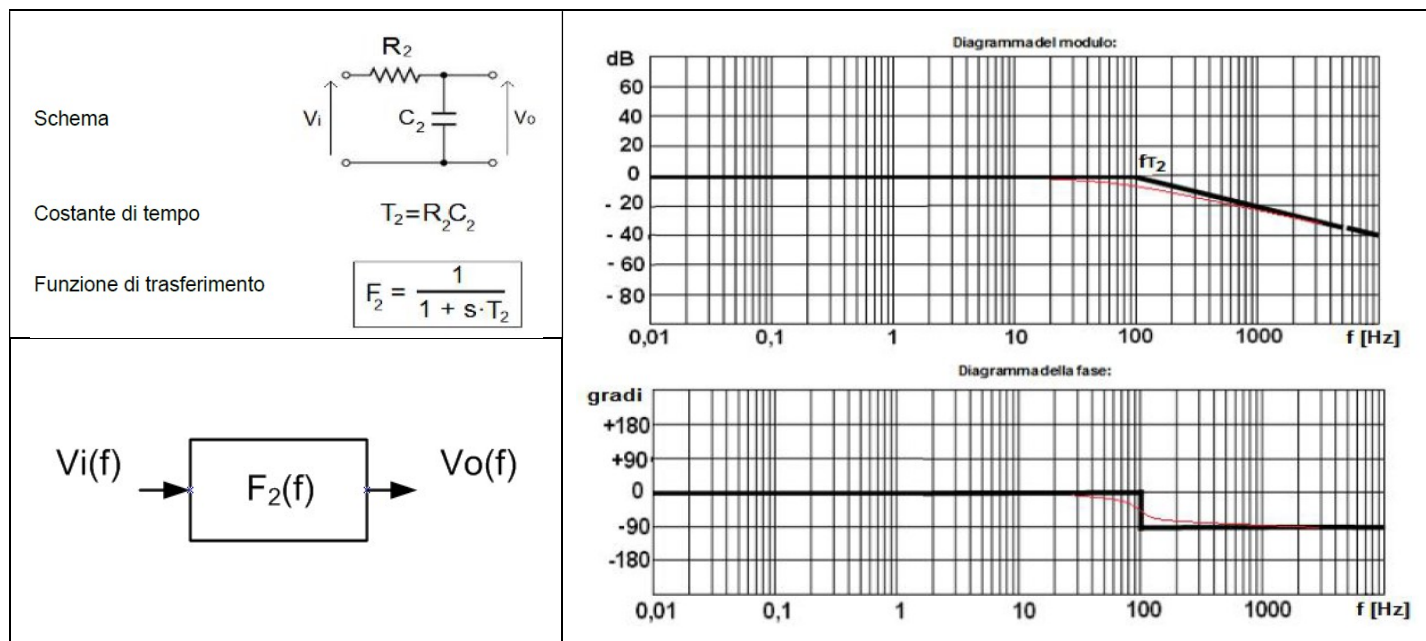 Schema
R2
Vi
C2
Vo
Costante di tempo
T2=R2C2
Funzione di trasferimento
F2 = 1
1 + s·T2
Vi(f)
F2(f)
Vo(f)
Diagramma del modulo:
dB
60
40
20
0
- 20
- 40
- 60
- 80
fT2
0,01 0,1 1 10 100 1000 f [Hz]
Diagramma della fase:
gradi
+180
+90
0
-90
-180
0,01 0,1 1 10 100 1000 f [Hz]